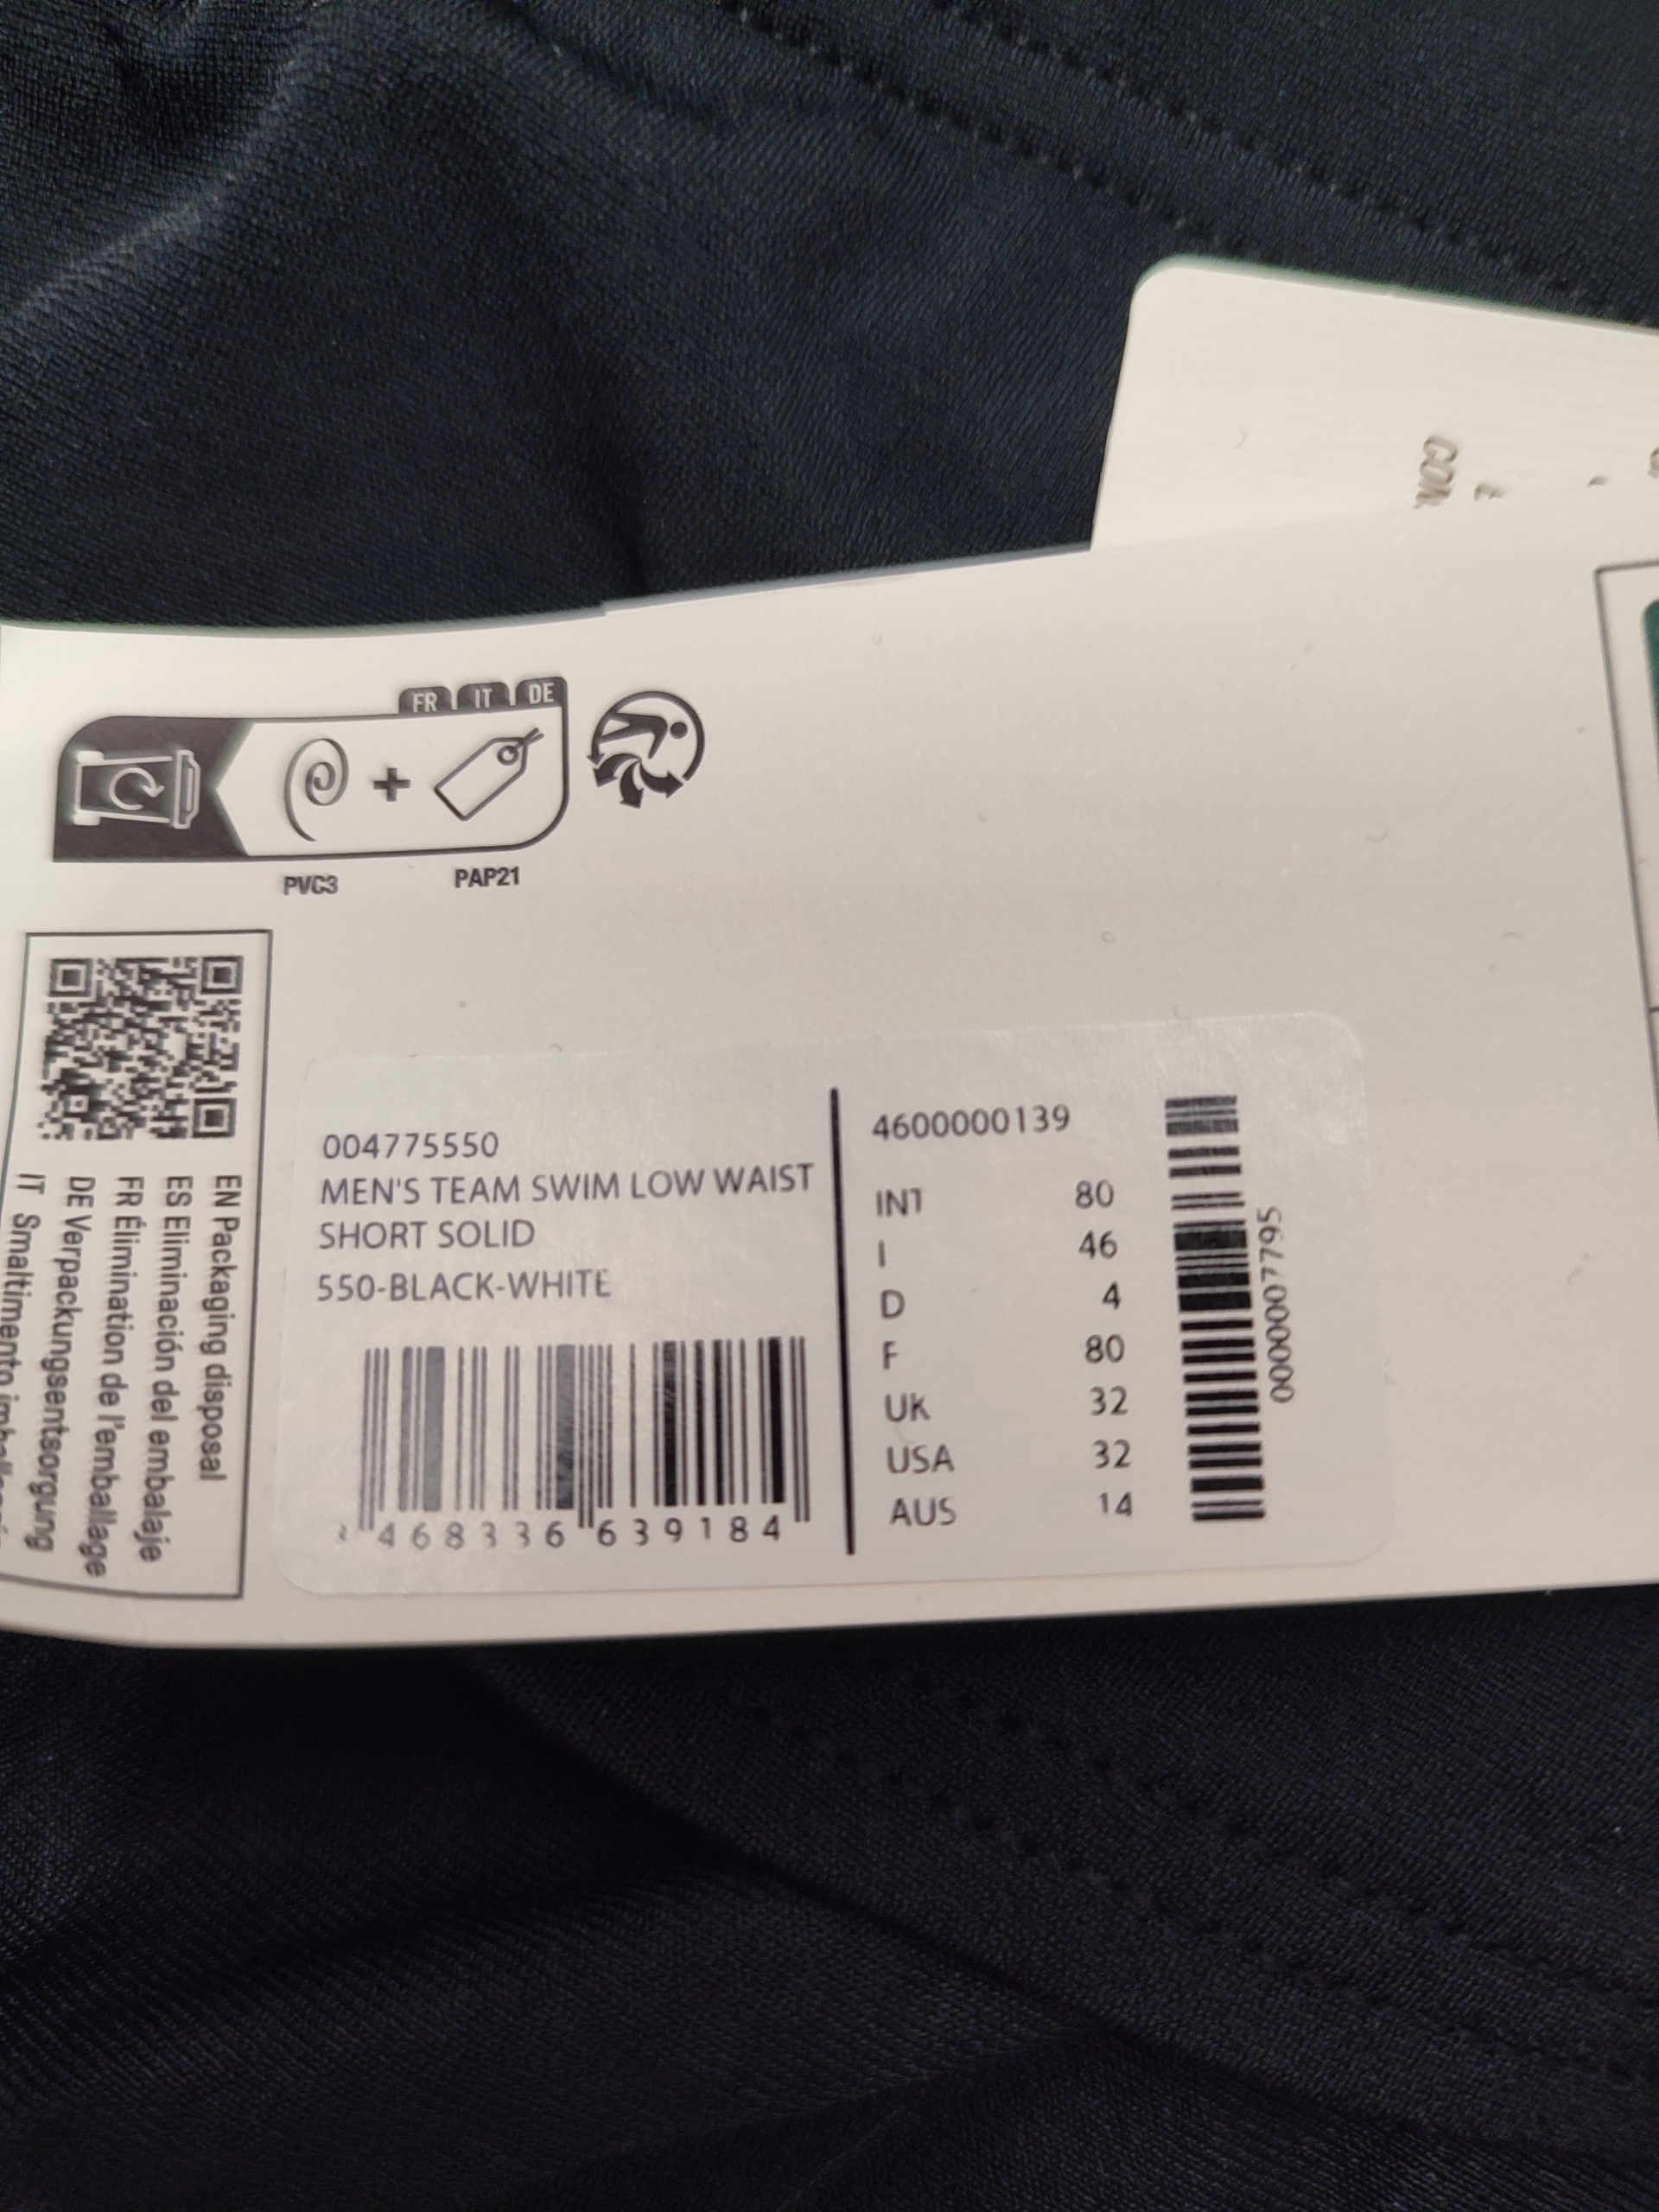 FR IT DE
PVC3
PAP21
EN Packaging disposal
ES Eliminación del embalaje
FR Élimination de l'emballage
DE Verpackungsentsorgung
IT Smaltimento
004775550
MEN'S TEAM SWIM LOW WAIST
SHORT SOLID
550-BLACK-WHITE
468336 639184
4600000139
INT 80
I 46
D 4
F 80
UK 32
USA 32
AUS 14